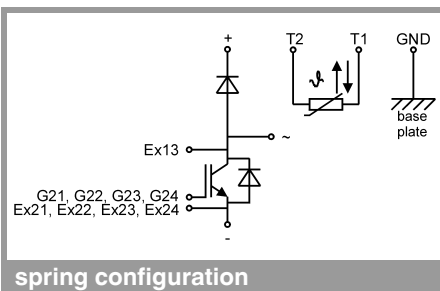 +
T2
T1
GND
ϑ
base
plate
~
Ex13
G21, G22, G23, G24
Ex21, Ex22, Ex23, Ex24
-
spring configuration